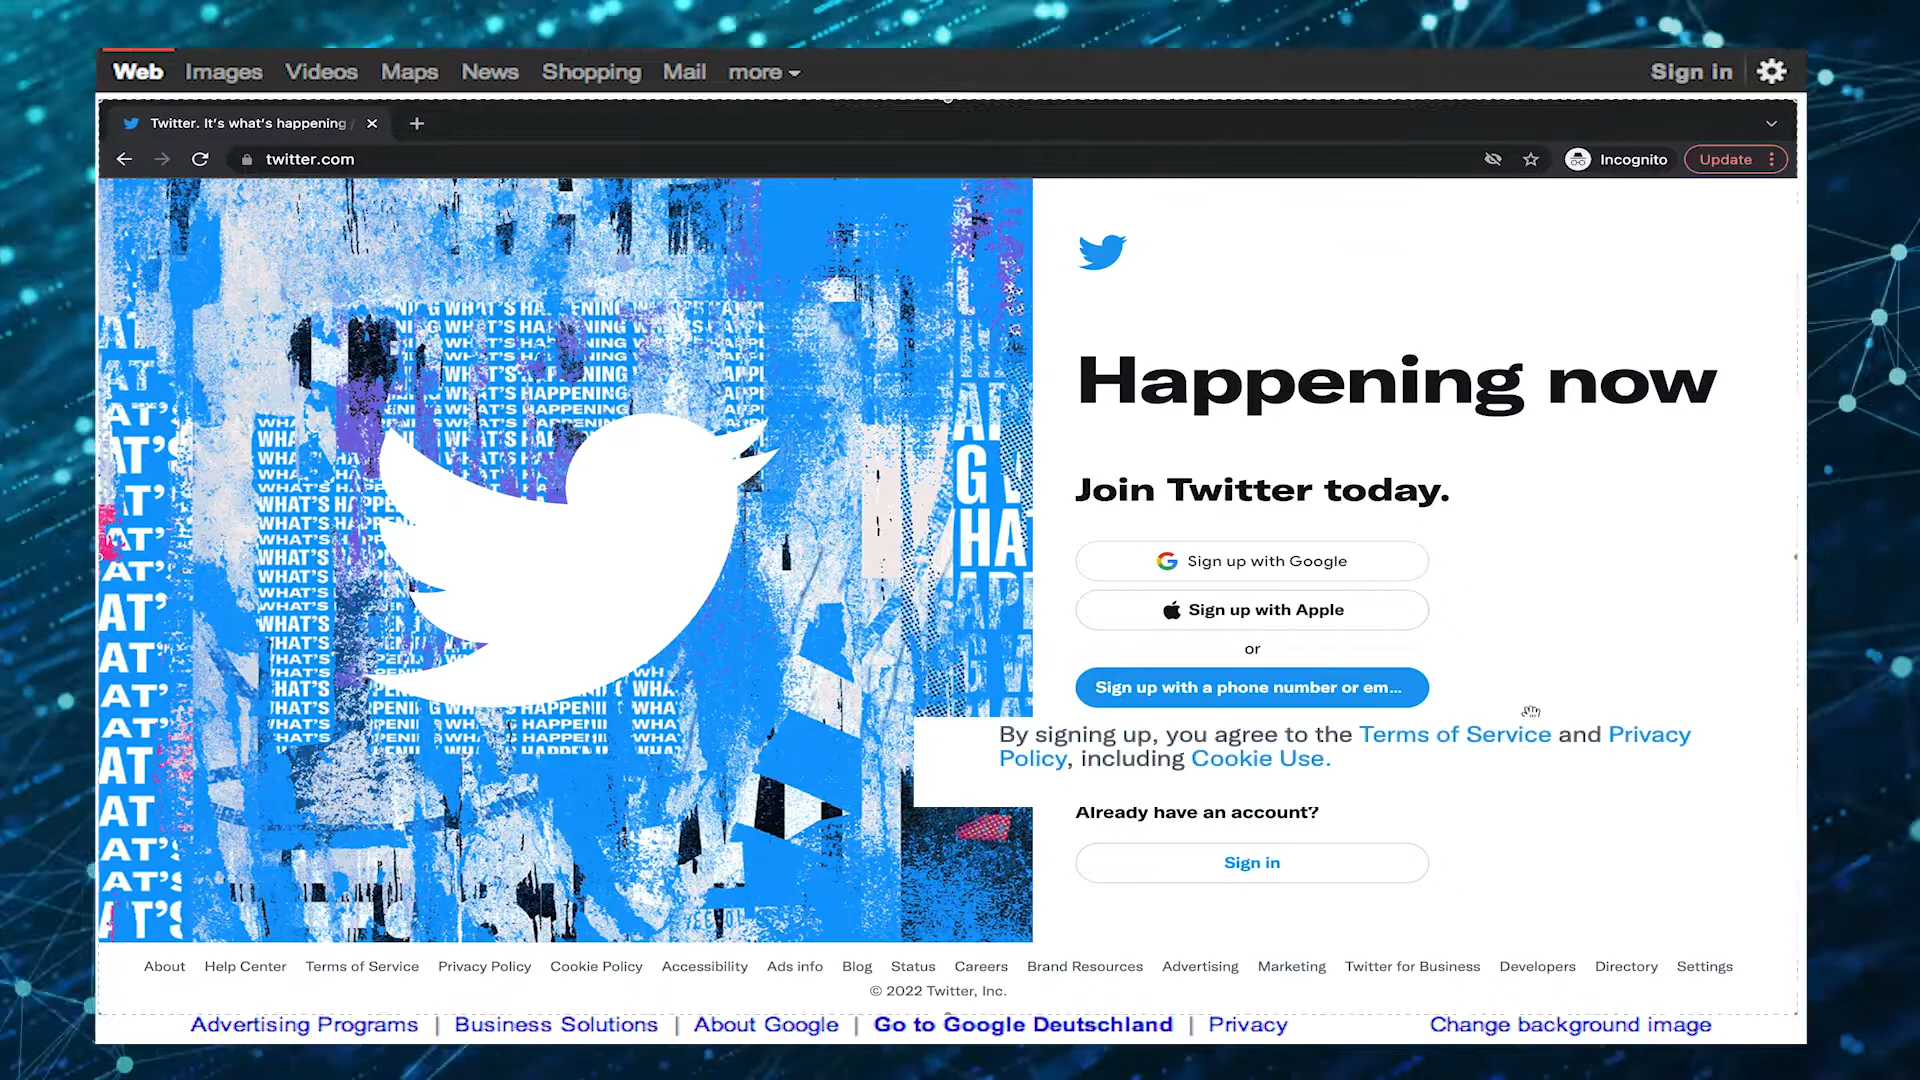 Web Images Videos Maps News Shopping Mail more Sign in
Twitter. It's what's happening /
twitter.com Incognito Update
Happening now
Join Twitter today.
Sign up with Google
Sign up with Apple
or
Sign up with a phone number or em...
By signing up, you agree to the Terms of Service and Privacy
Policy, including Cookie Use.
Already have an account?
Sign in
About Help Center Terms of Service Privacy Policy Cookie Policy Accessibility Ads info Blog Status Careers Brand Resources Advertising Marketing Twitter for Business Developers Directory Settings
© 2022 Twitter, Inc.
Advertising Programs | Business Solutions | About Google | Go to Google Deutschland | Privacy Change background image